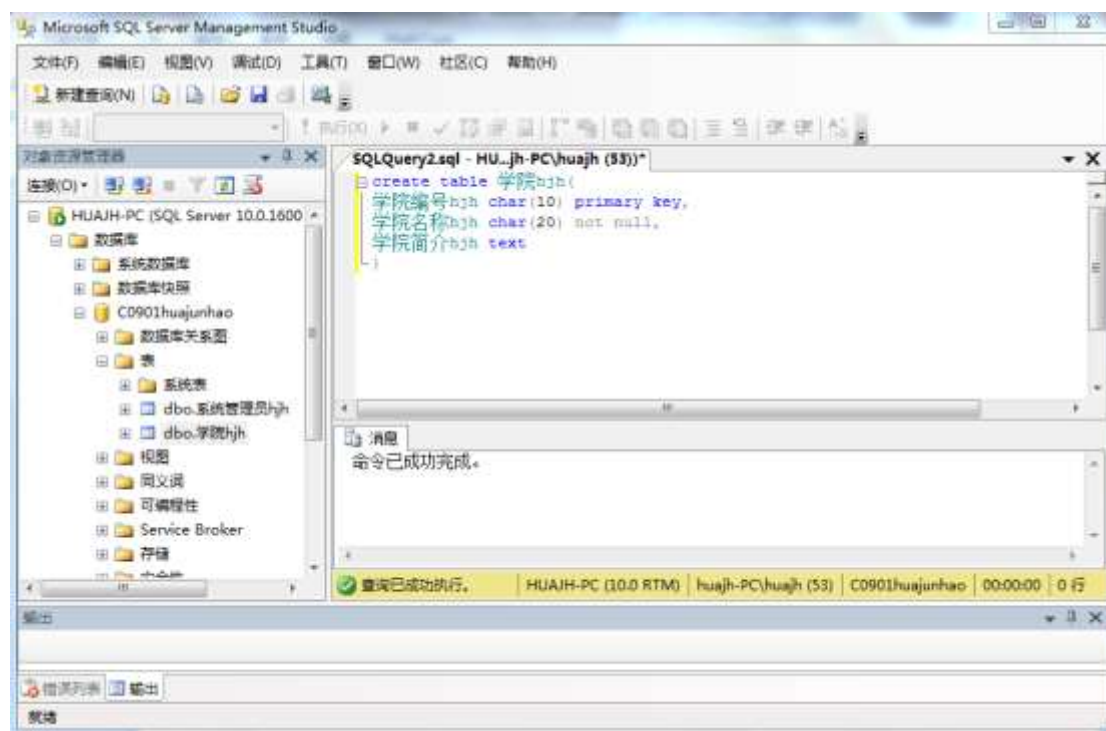 Microsoft SQL Server Management Studio
文件(F) 编辑(E) 视图(V) 调试(D) 工具(T) 窗口(W) 社区(C) 帮助(H)
新建查询(N)
对象资源管理器
SQLQuery2.sql - HU...jh-PC\huajh (53))*
连接(O)
HUAJH-PC (SQL Server 10.0.1600
数据库
系统数据库
数据库快照
C0901huajunhao
数据库关系图
表
系统表
dbo.系统管理员hjh
dbo.学院hjh
视图
同义词
可编程性
Service Broker
存储
create table 学院hjh(
学院编号hjh char(10) primary key,
学院名称hjh char(20) not null,
学院简介hjh text
)
消息
命令已成功完成。
查询已成功执行。 HUAJH-PC (10.0 RTM) huajh-PC\huajh (53) C0901huajunhao 00:00:00 0 行
输出
错误列表 输出
就绪